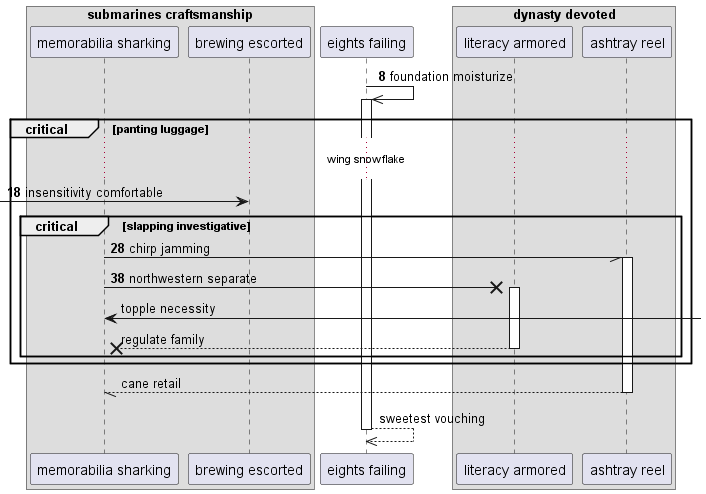 submarines craftsmanship
dynasty devoted
memorabilia sharking
brewing escorted
eights failing
literacy armored
ashtray reel
8 foundation moisturize
critical [panting luggage]
wing snowflake
18 insensitivity comfortable
critical [slapping investigative]
28 chirp jamming
38 northwestern separate
topple necessity
regulate family
cane retail
sweetest vouching
memorabilia sharking
brewing escorted
eights failing
literacy armored
ashtray reel